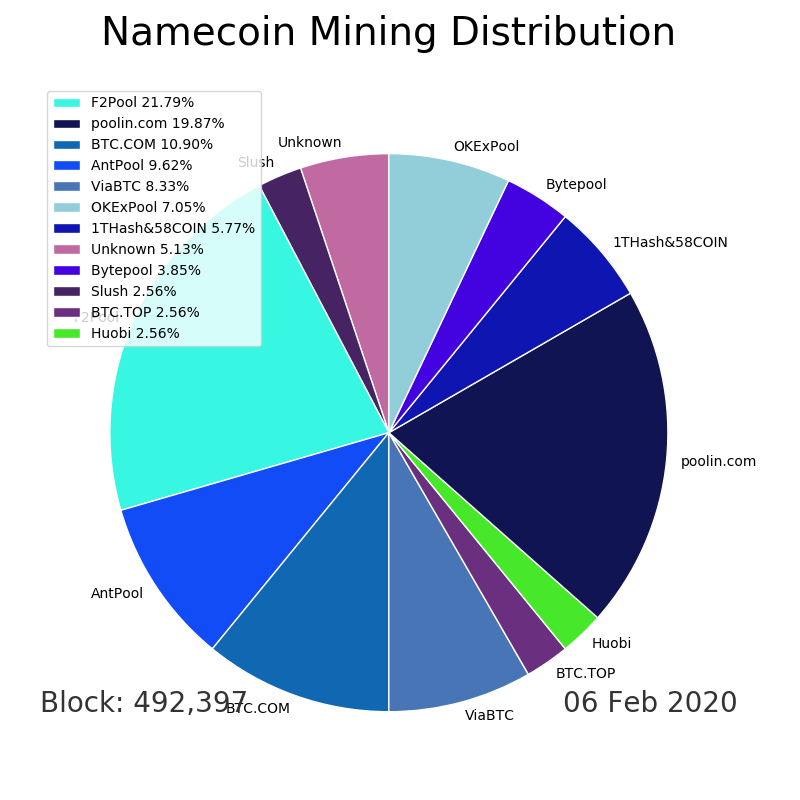 Namecoin Mining Distribution
F2Pool 21.79%
poolin.com 19.87%
BTC.COM 10.90%
AntPool 9.62%
ViaBTC 8.33%
OKExPool 7.05%
1THash&58COIN 5.77%
Unknown 5.13%
Bytepool 3.85%
Slush 2.56%
BTC.TOP 2.56%
Huobi 2.56%
Unknown
Slush
F2Pool
AntPool
BTC.COM
ViaBTC
BTC.TOP
Huobi
poolin.com
1THash&58COIN
Bytepool
OKExPool
Block: 492,397
06 Feb 2020